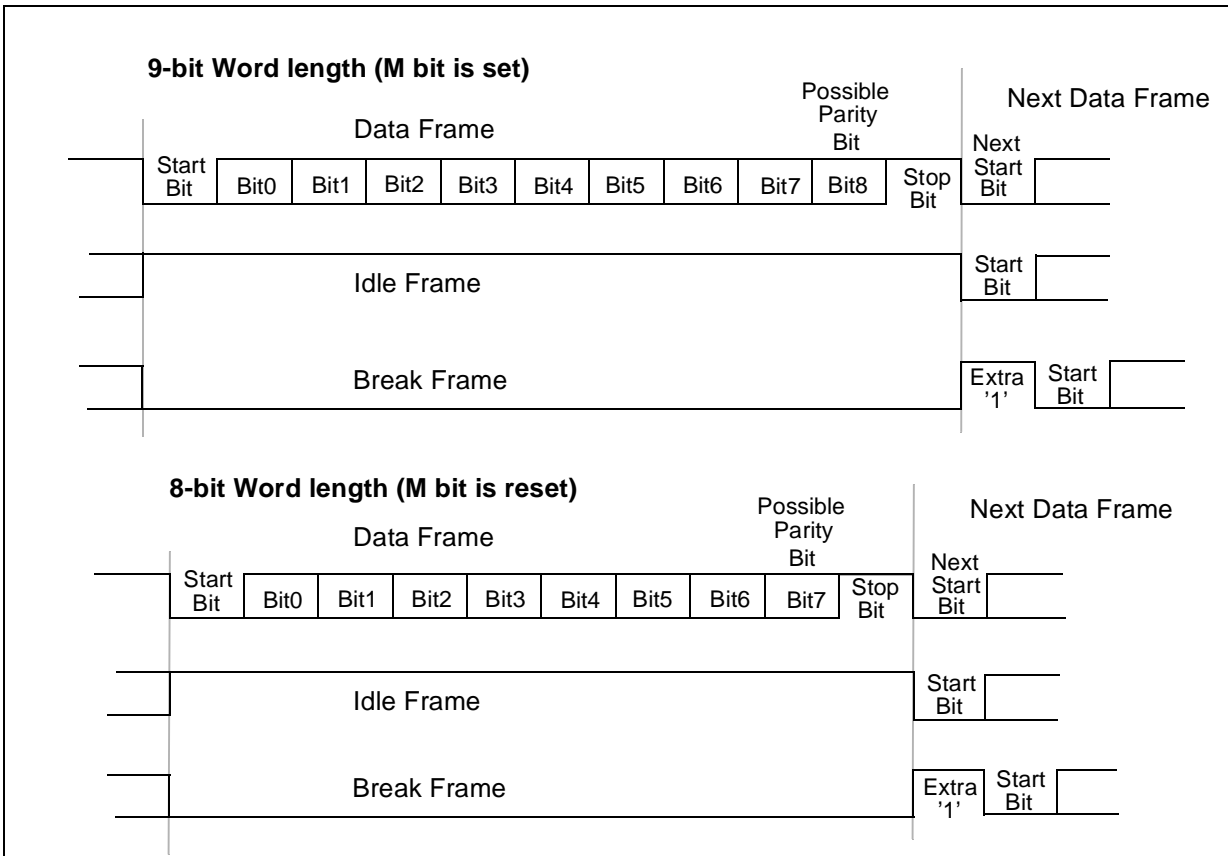 9-bit Word length (M bit is set)
Possible
Parity
Bit
Next Data Frame
Data Frame
Start
Bit
Bit0
Bit1
Bit2
Bit3
Bit4
Bit5
Bit6
Bit7
Bit8
Stop
Bit
Next
Start
Bit
Idle Frame
Start
Bit
Break Frame
Extra
'1'
Start
Bit
8-bit Word length (M bit is reset)
Possible
Parity
Bit
Next Data Frame
Data Frame
Start
Bit
Bit0
Bit1
Bit2
Bit3
Bit4
Bit5
Bit6
Bit7
Stop
Bit
Next
Start
Bit
Idle Frame
Start
Bit
Break Frame
Extra
'1'
Start
Bit